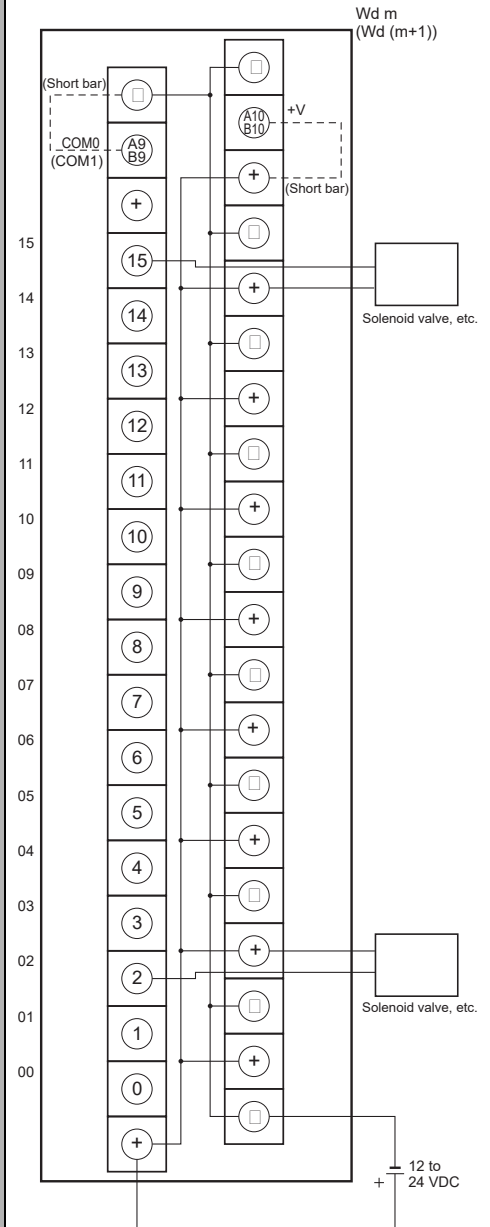 Wd m
(Wd (m+1))
(Short bar)
A10
B10
+V
COM0
(COM1)
A9
B9
(Short bar)
+
+
15
15
+
Solenoid valve, etc.
14
14
13
13
+
12
12
11
11
+
10
10
09
9
+
08
8
07
7
+
06
6
05
5
+
04
4
03
3
+
Solenoid valve, etc.
02
2
01
1
+
00
0
+
12 to
+ 24 VDC